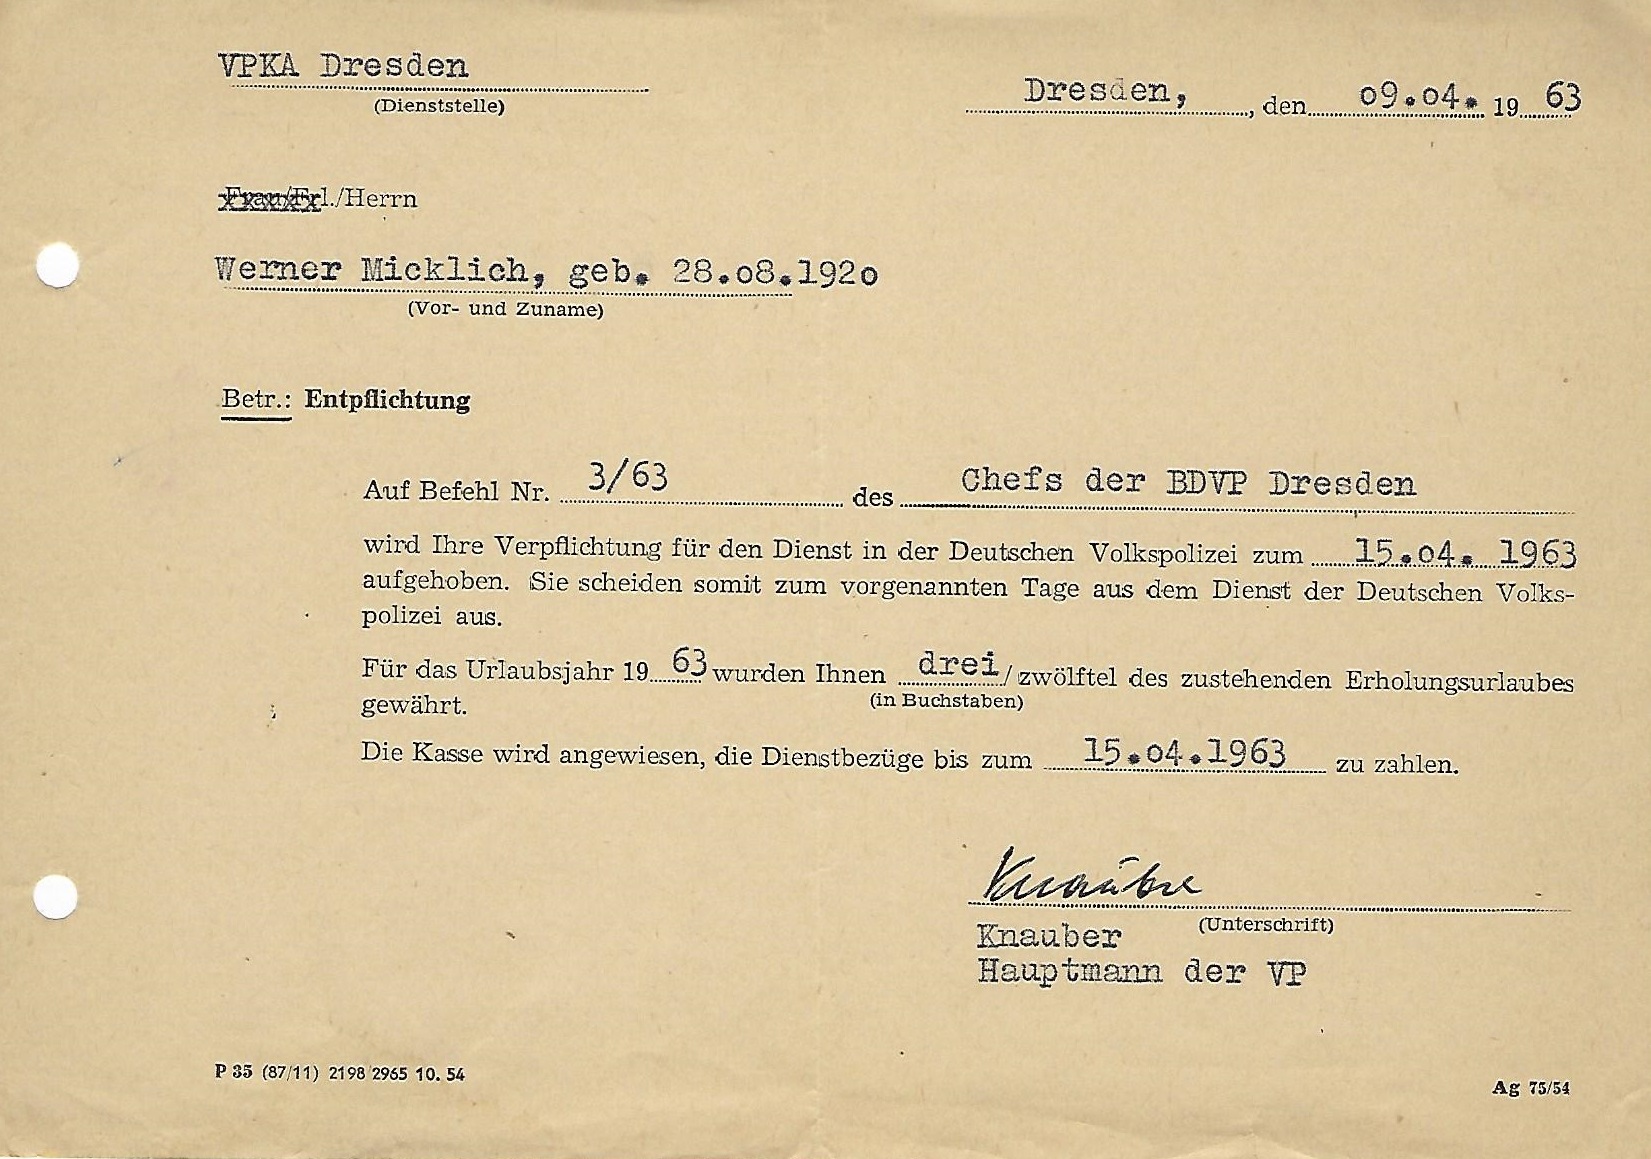 VPKA Dresden
(Dienststelle)
Dresden, , den 09.04. 19 63
Frau/Frl./Herrn
Werner Micklich, geb. 28.08.1920
(Vor- und Zuname)
Betr.: Entpflichtung
Auf Befehl Nr. 3/63 des Chefs der BDVP Dresden
wird Ihre Verpflichtung für den Dienst in der Deutschen Volkspolizei zum 15.04. 1963
aufgehoben. Sie scheiden somit zum vorgenannten Tage aus dem Dienst der Deutschen Volks-
polizei aus.
Für das Urlaubsjahr 19 63 wurden Ihnen drei/zwölftel des zustehenden Erholungsurlaubes
(in Buchstaben)
gewährt.
Die Kasse wird angewiesen, die Dienstbezüge bis zum 15.04.1963 zu zahlen.
Knauber
(Unterschrift)
Knauber
Hauptmann der VP
P 35 (87/11) 2198 2965 10. 54
Ag 75/54